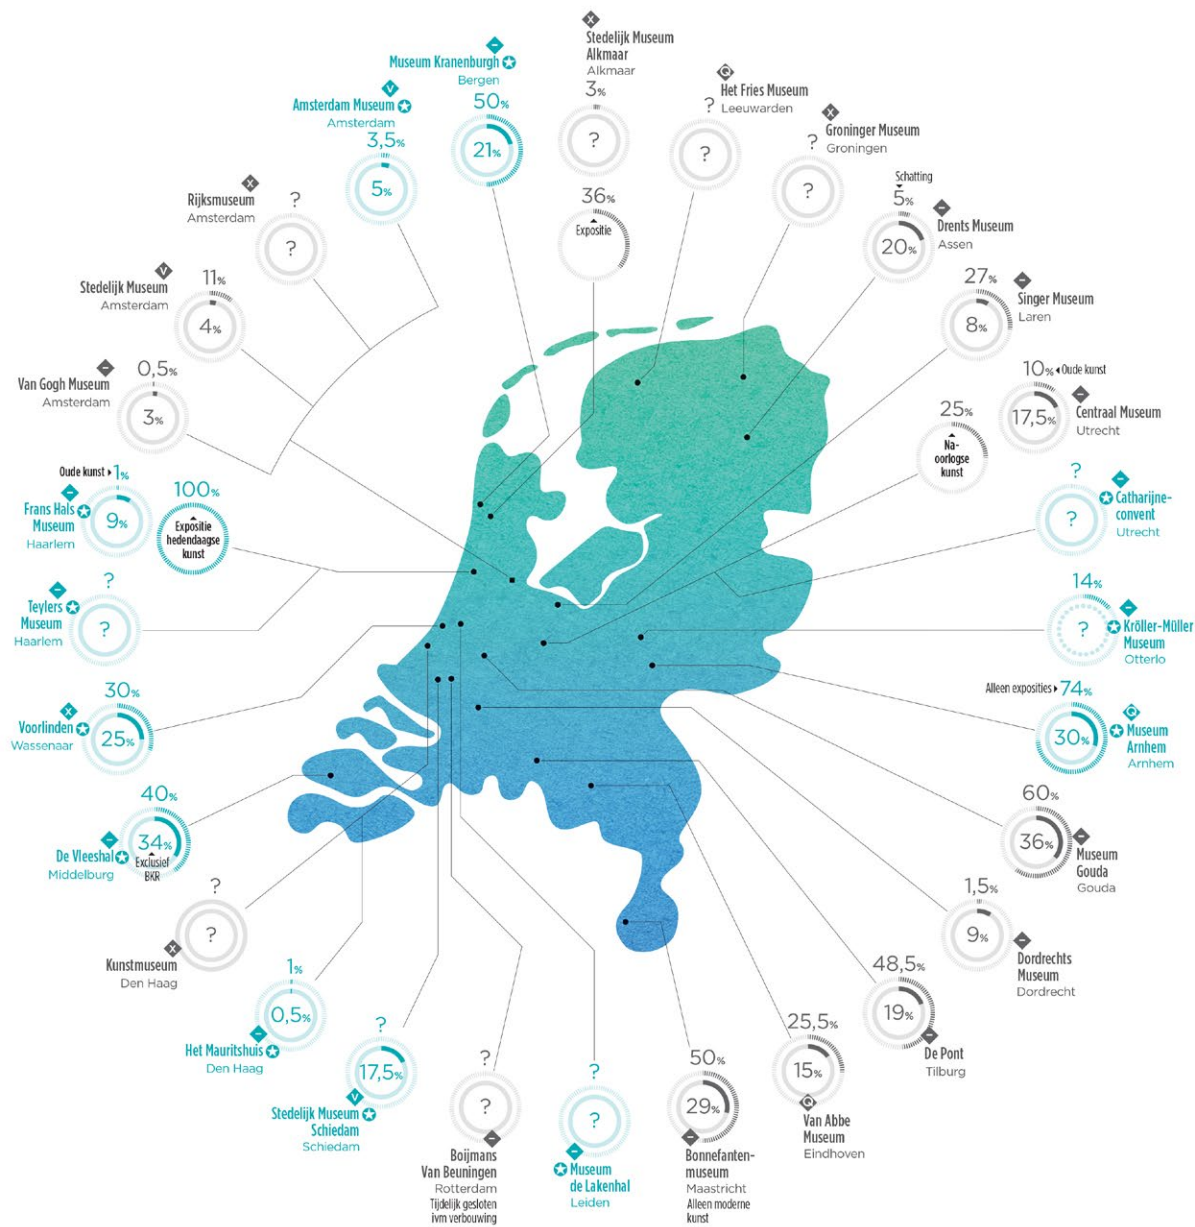 X
Stedelijk Museum
Alkmaar
Alkmaar
3%
?
36%
Expositie
–
Museum Kranenburgh
Bergen
50%
21%
V
Amsterdam Museum
Amsterdam
3,5%
5%
X
Rijksmuseum
Amsterdam
?
?
V
Stedelijk Museum
Amsterdam
11%
4%
–
Van Gogh Museum
Amsterdam
0,5%
3%
Oude kunst 1%
–
Frans Hals
Museum
Haarlem
9%
100%
Expositie
hedendaagse
kunst
–
Teylers
Museum
Haarlem
?
?
X
Voorlinden
Wassenaar
30%
25%
–
De Vleeshal
Middelburg
40%
34%
Exclusief
BKR
?
?
X
Kunstmuseum
Den Haag
1%
0,5%
–
Het Mauritshuis
Den Haag
?
17,5%
V
Stedelijk Museum
Schiedam
Schiedam
?
?
–
Boijmans
Van Beuningen
Rotterdam
Tijdelijk gesloten
ivm verbouwing
?
?
–
Museum
de Lakenhal
Leiden
50%
29%
–
Bonnefanten-
museum
Maastricht
Alleen moderne
kunst
25,5%
15%
Q
Van Abbe
Museum
Eindhoven
48,5%
19%
–
De Pont
Tilburg
1,5%
9%
–
Dordrechts
Museum
Dordrecht
60%
36%
–
Museum
Gouda
Gouda
Alleen exposities 74%
30%
Q
Museum
Arnhem
Arnhem
14%
?
–
Kröller-Müller
Museum
Otterlo
?
?
–
Catharijne-
convent
Utrecht
10% Oude kunst
17,5%
–
Centraal Museum
Utrecht
25%
Na-
oorlogse
kunst
27%
8%
–
Singer Museum
Laren
Schatting
5%
20%
–
Drents Museum
Assen
X
Groninger Museum
Groningen
?
?
Q
Het Fries Museum
Leeuwarden
?
?